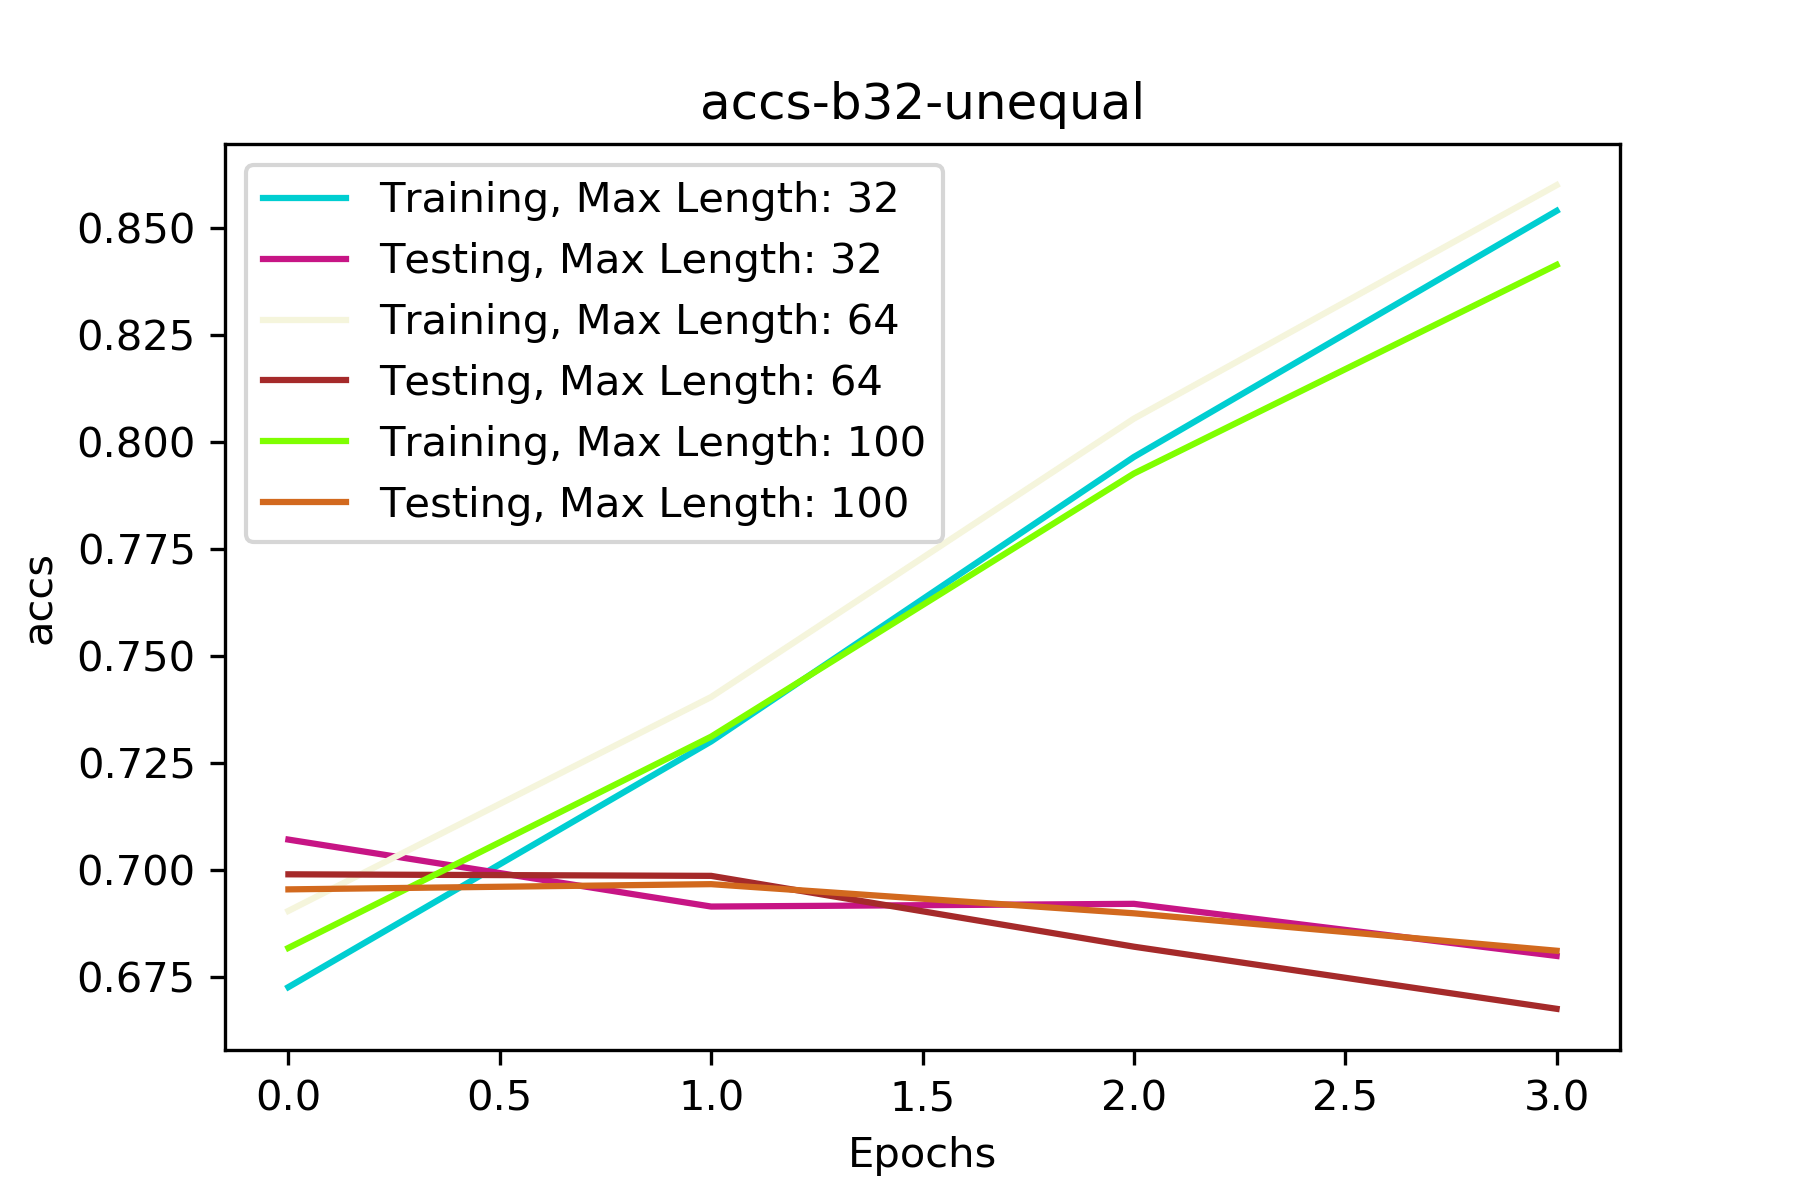 accs-b32-unequal
Training, Max Length: 32
Testing, Max Length: 32
Training, Max Length: 64
Testing, Max Length: 64
Training, Max Length: 100
Testing, Max Length: 100
0.850
0.825
0.800
0.775
0.750
0.725
0.700
0.675
accs
0.0 0.5 1.0 1.5 2.0 2.5 3.0
Epochs